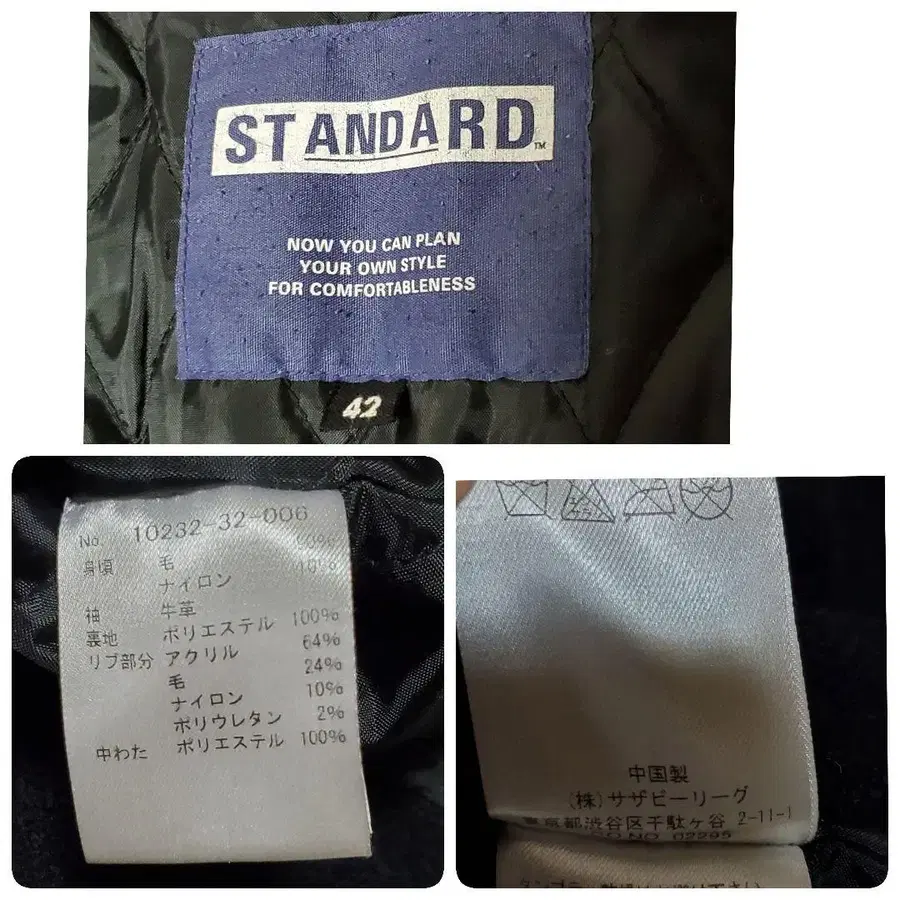 STANDARD™
NOW YOU CAN PLAN
YOUR OWN STYLE
FOR COMFORTABLENESS
42
No. 10232-32-006
身頃 毛 90%
ナイロン 10%
袖 牛革
裏地 ポリエステル 100%
リブ部分 アクリル 64%
毛 24%
ナイロン 10%
ポリウレタン 2%
中わた ポリエステル 100%
中国製
(株)サザビーリーグ
東京都渋谷区千駄ヶ谷 2-11-1